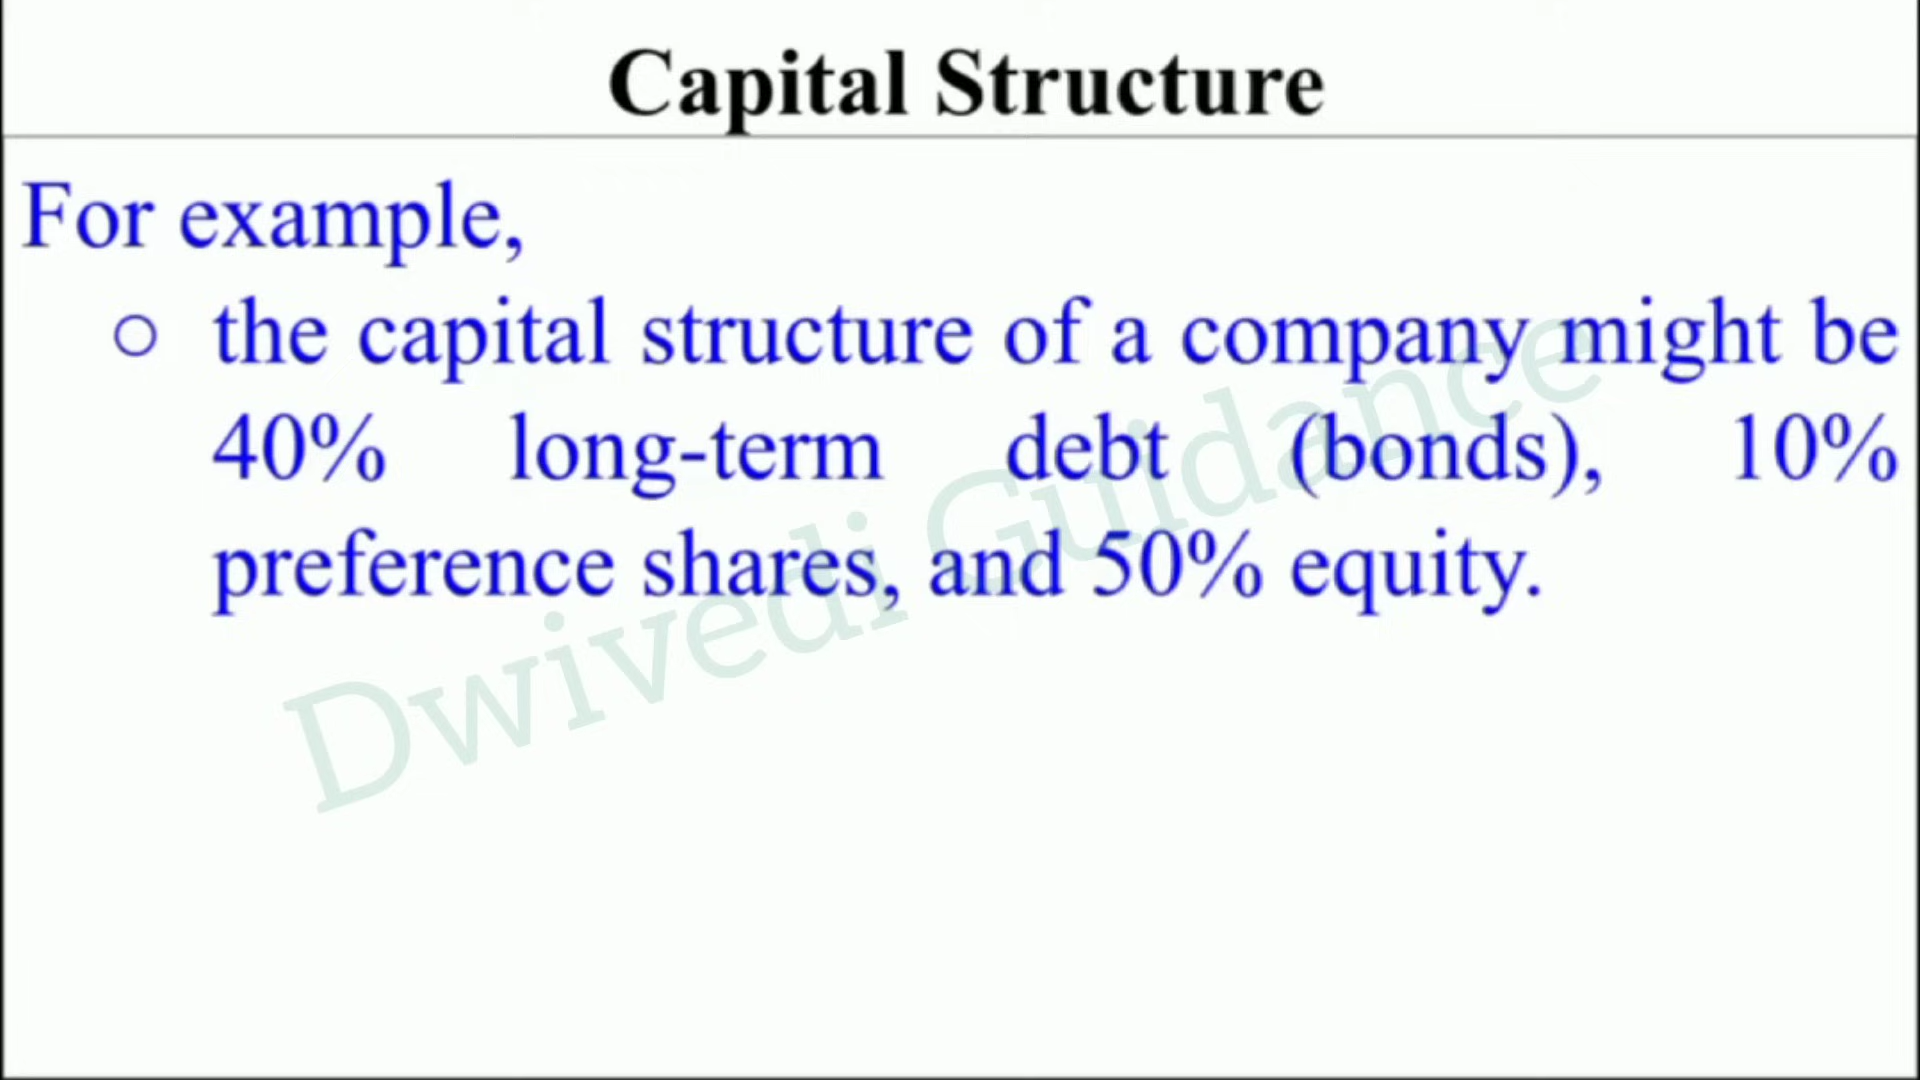 Capital Structure
For example,
○ the capital structure of a company might be
40% long-term debt (bonds), 10%
preference shares, and 50% equity.
Dwivedi Guidance